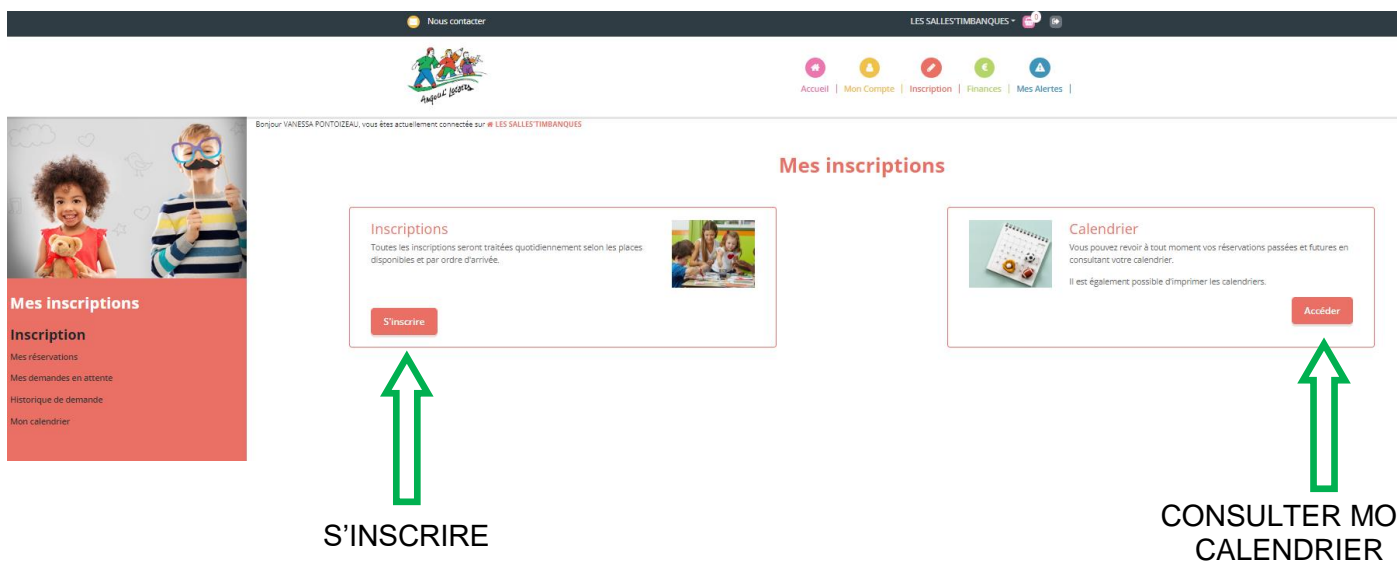 Nous contacter
LES SALLES'TIMBANQUES
0
Angoul' Loisirs
Accueil | Mon Compte | Inscription | Finances | Mes Alertes |
Bonjour VANESSA PONTOIZEAU, vous êtes actuellement connectée sur LES SALLES'TIMBANQUES
Mes inscriptions
Inscriptions
Toutes les inscriptions seront traitées quotidiennement selon les places
disponibles et par ordre d'arrivée.
S'inscrire
Calendrier
Vous pouvez revoir à tout moment vos réservations passées et futures en
consultant votre calendrier.
Il est également possible d'imprimer les calendriers.
Accéder
Mes inscriptions
Inscription
Mes réservations
Mes demandes en attente
Historique de demande
Mon calendrier
S'INSCRIRE
CONSULTER MO
CALENDRIER